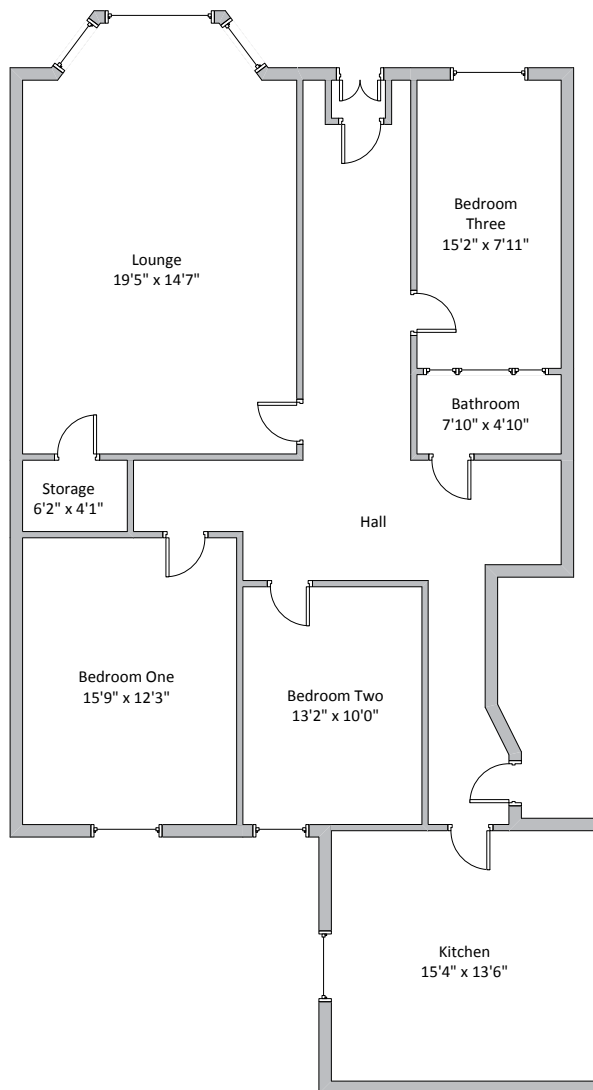 Bedroom
Three
15'2" x 7'11"
Lounge
19'5" x 14'7"
Bathroom
7'10" x 4'10"
Storage
6'2" x 4'1"
Hall
Bedroom One
15'9" x 12'3"
Bedroom Two
13'2" x 10'0"
Kitchen
15'4" x 13'6"